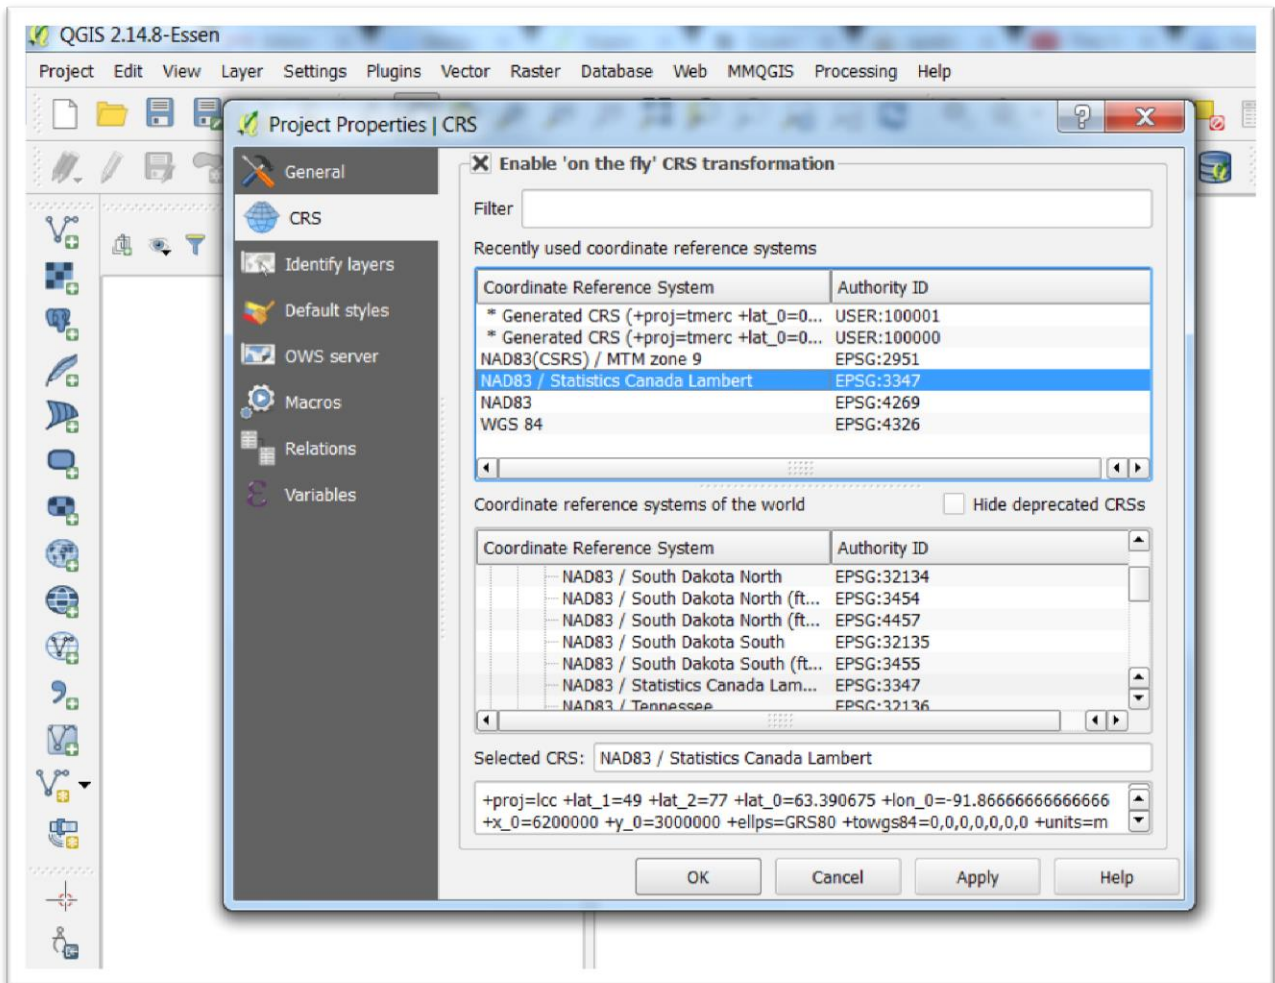 QGIS 2.14.8-Essen
Project Edit View Layer Settings Plugins Vector Raster Database Web MMQGIS Processing Help
Project Properties | CRS
General
CRS
Identify layers
Default styles
OWS server
Macros
Relations
Variables
Enable 'on the fly' CRS transformation
Filter
Recently used coordinate reference systems
Coordinate Reference System Authority ID
* Generated CRS (+proj=tmerc +lat_0=0... USER:100001
* Generated CRS (+proj=tmerc +lat_0=0... USER:100000
NAD83(CSRS) / MTM zone 9 EPSG:2951
NAD83 / Statistics Canada Lambert EPSG:3347
NAD83 EPSG:4269
WGS 84 EPSG:4326
Coordinate reference systems of the world Hide deprecated CRSs
Coordinate Reference System Authority ID
NAD83 / South Dakota North EPSG:32134
NAD83 / South Dakota North (ft... EPSG:3454
NAD83 / South Dakota North (ft... EPSG:4457
NAD83 / South Dakota South EPSG:32135
NAD83 / South Dakota South (ft... EPSG:3455
NAD83 / Statistics Canada Lam... EPSG:3347
NAD83 / Tennessee EPSG:32136
Selected CRS: NAD83 / Statistics Canada Lambert
+proj=lcc +lat_1=49 +lat_2=77 +lat_0=63.390675 +lon_0=-91.86666666666666
+x_0=6200000 +y_0=3000000 +ellps=GRS80 +towgs84=0,0,0,0,0,0,0 +units=m
OK Cancel Apply Help